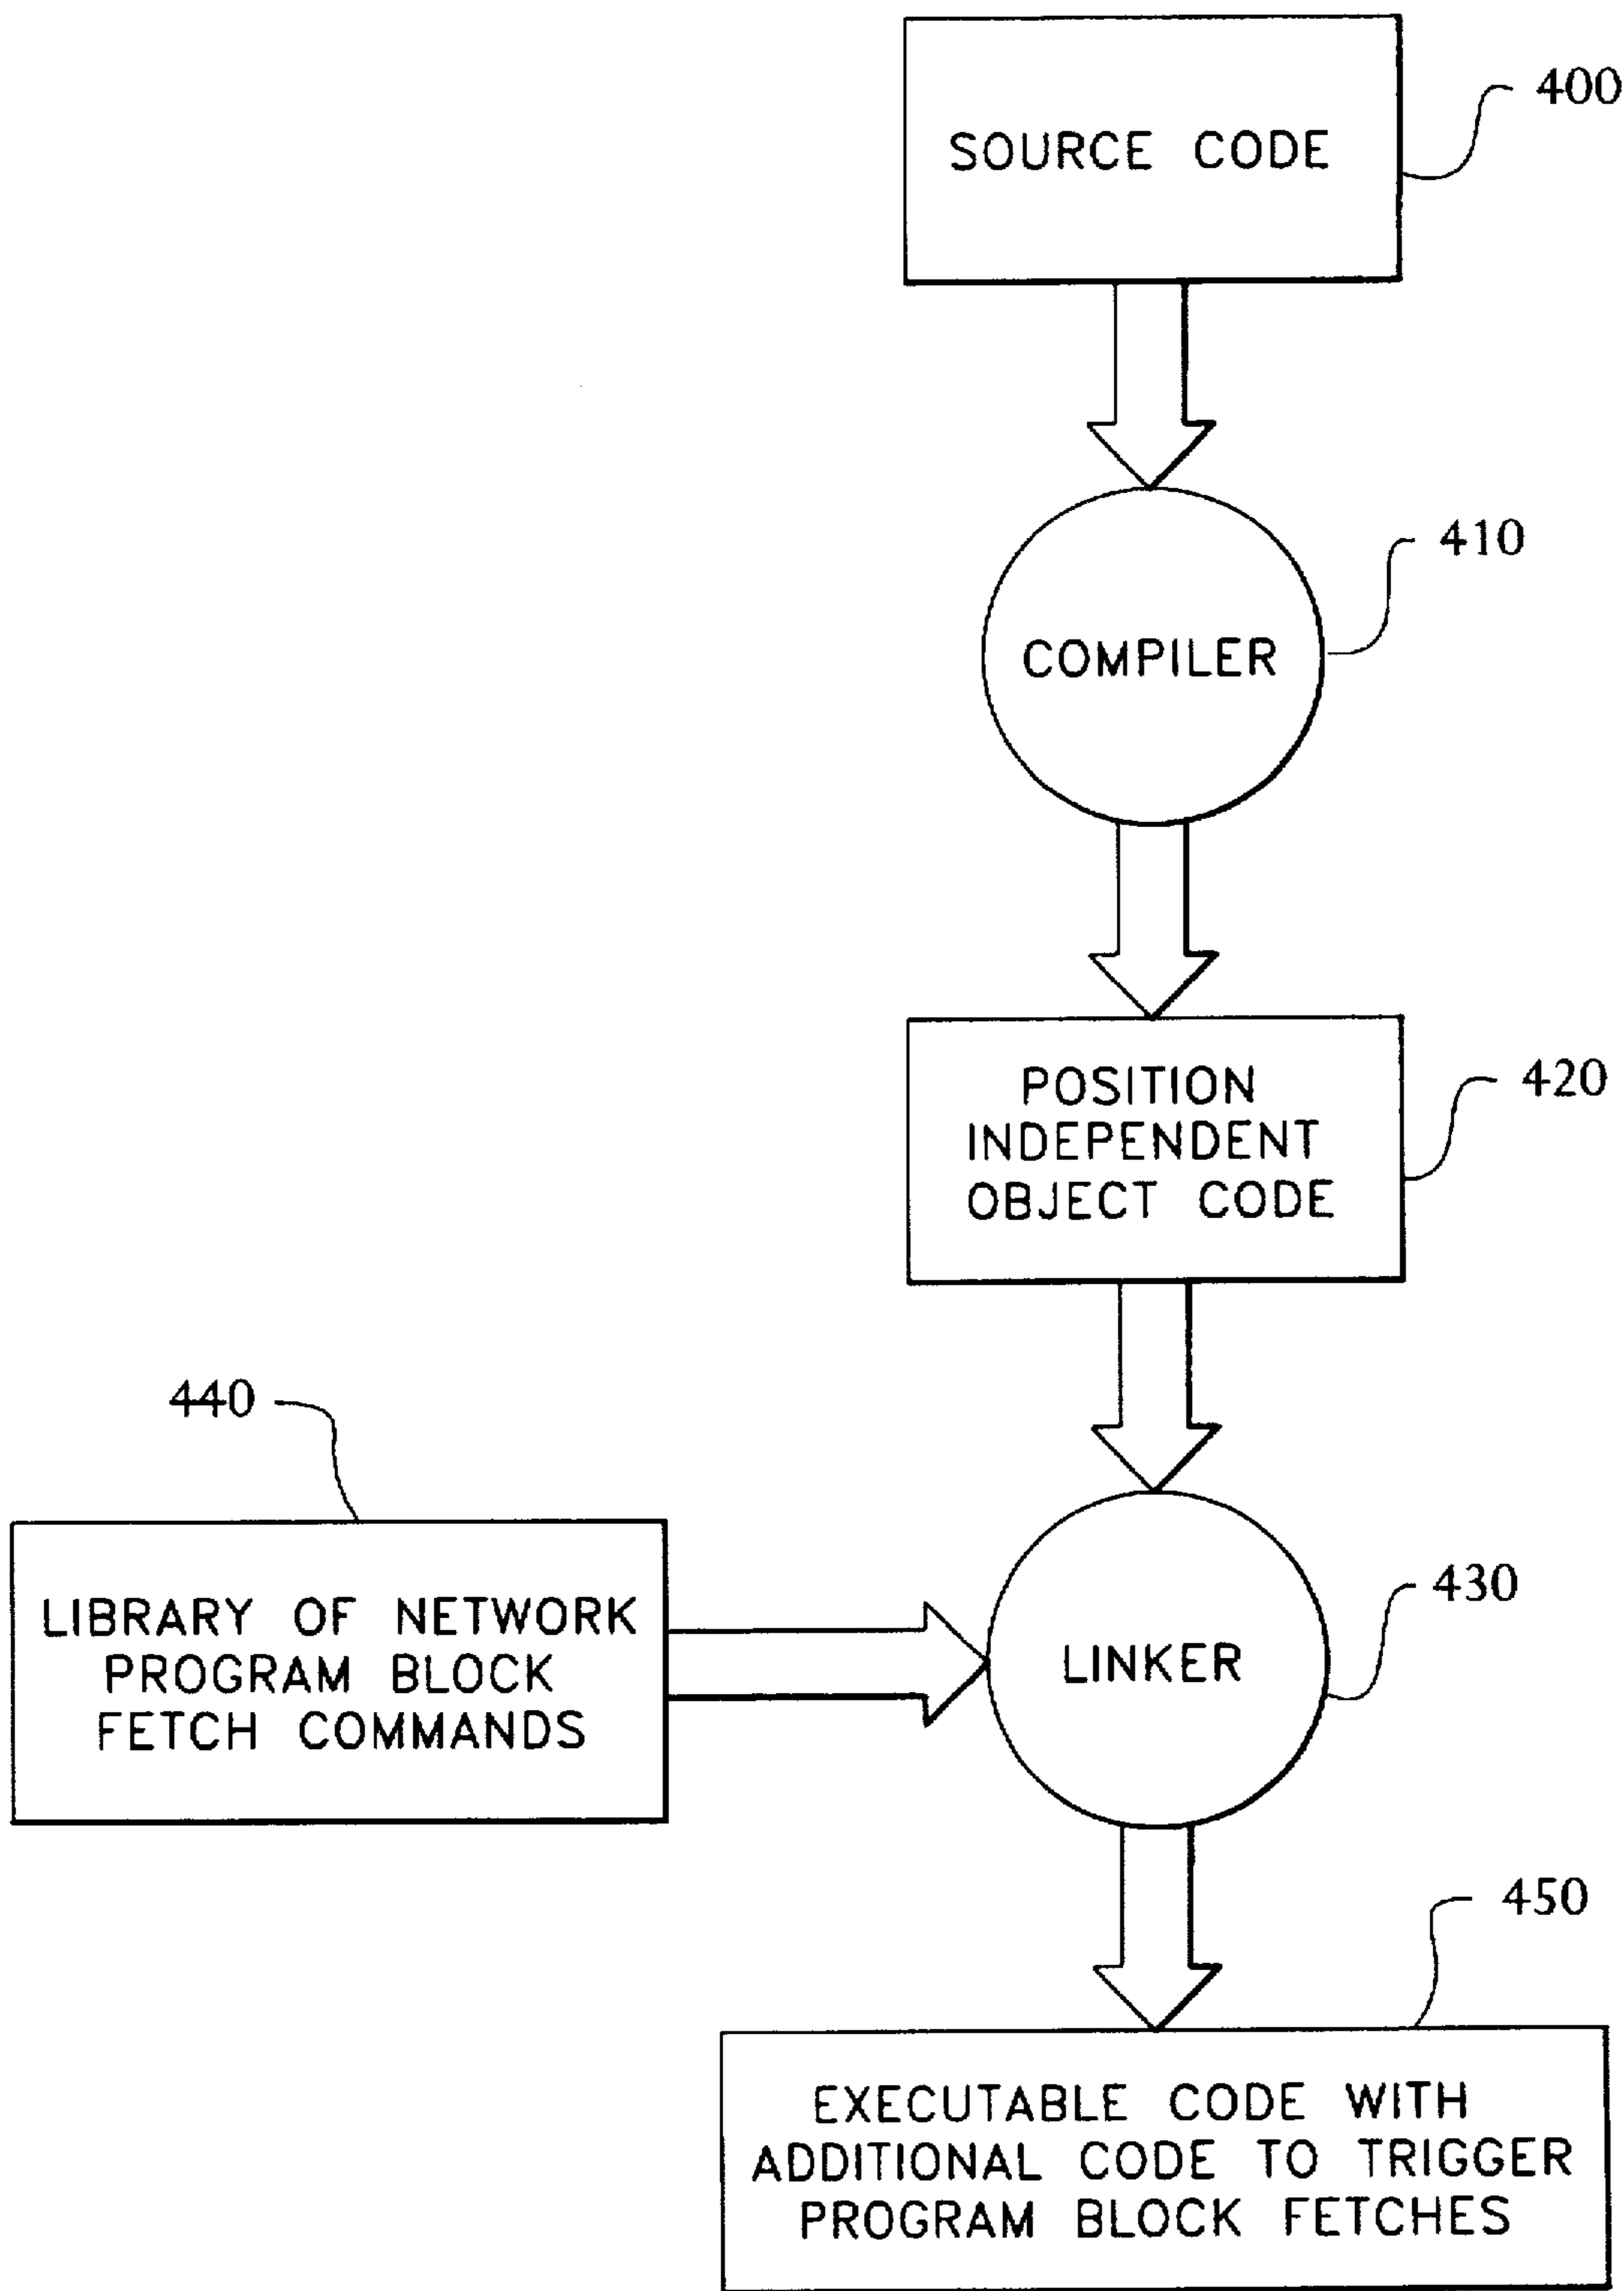 SOURCE CODE
400
COMPILER
410
POSITION
INDEPENDENT
OBJECT CODE
420
440
LIBRARY OF NETWORK
PROGRAM BLOCK
FETCH COMMANDS
LINKER
430
450
EXECUTABLE CODE WITH
ADDITIONAL CODE TO TRIGGER
PROGRAM BLOCK FETCHES